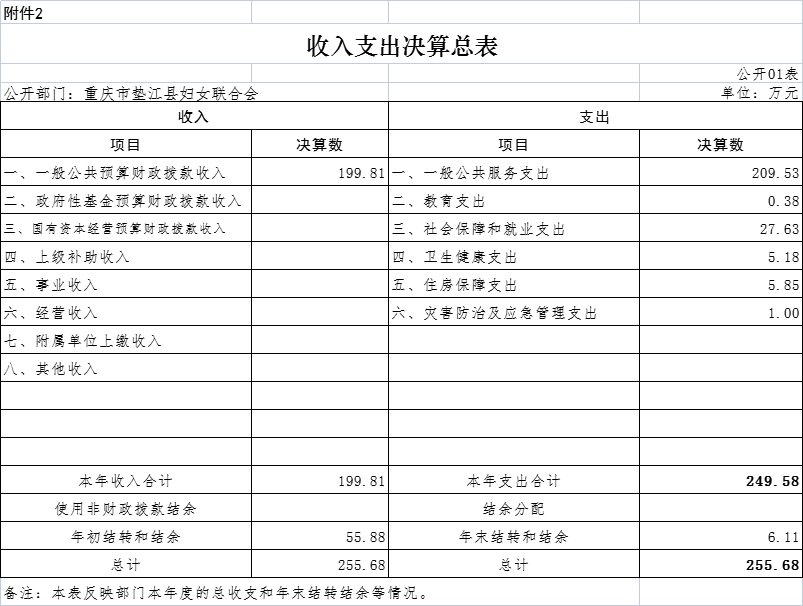 附件2
收入支出决算总表
公开01表
公开部门：重庆市垫江县妇女联合会 单位：万元
收入 支出
项目 决算数 项目 决算数
一、一般公共预算财政拨款收入 199.81 一、一般公共服务支出 209.53
二、政府性基金预算财政拨款收入 二、教育支出 0.38
三、国有资本经营预算财政拨款收入 三、社会保障和就业支出 27.63
四、上级补助收入 四、卫生健康支出 5.18
五、事业收入 五、住房保障支出 5.85
六、经营收入 六、灾害防治及应急管理支出 1.00
七、附属单位上缴收入
八、其他收入
本年收入合计 199.81 本年支出合计 249.58
使用非财政拨款结余 结余分配
年初结转和结余 55.88 年末结转和结余 6.11
总计 255.68 总计 255.68
备注：本表反映部门本年度的总收支和年末结转结余等情况。